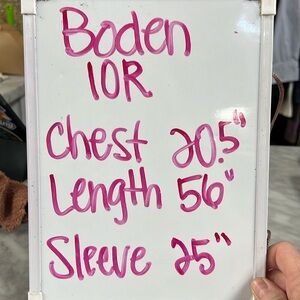 Boden
10R
Chest 20.5"
Length 56"
Sleeve 25"